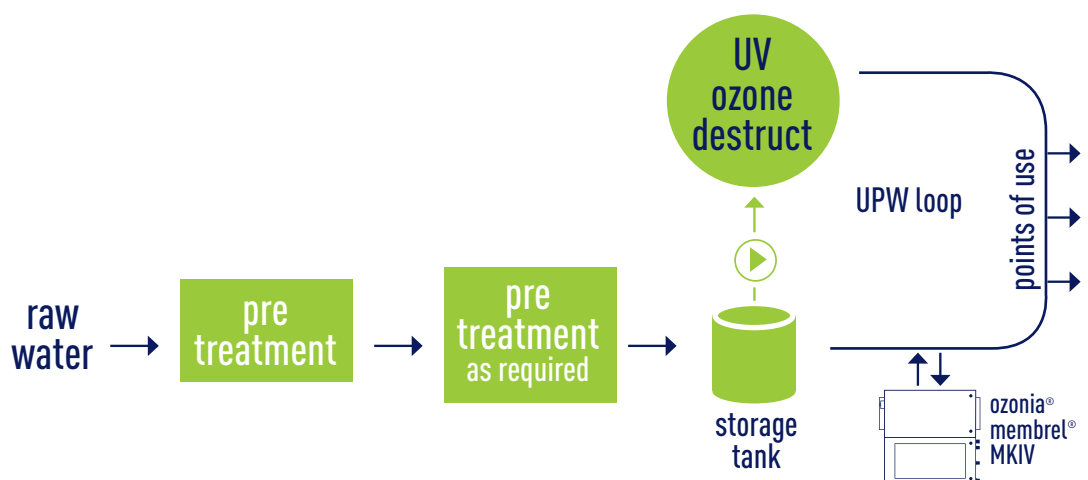 raw
water
pre
treatment
pre
treatment
as required
UV
ozone
destruct
storage
tank
UPW loop
points of use
ozonia®
membrel®
MKIV